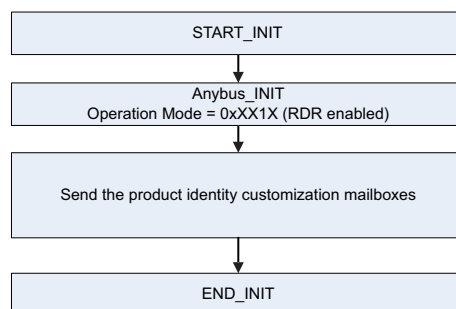 START_INIT
Anybus_INIT
Operation Mode = 0xXX1X (RDR enabled)
Send the product identity customization mailboxes
END_INIT